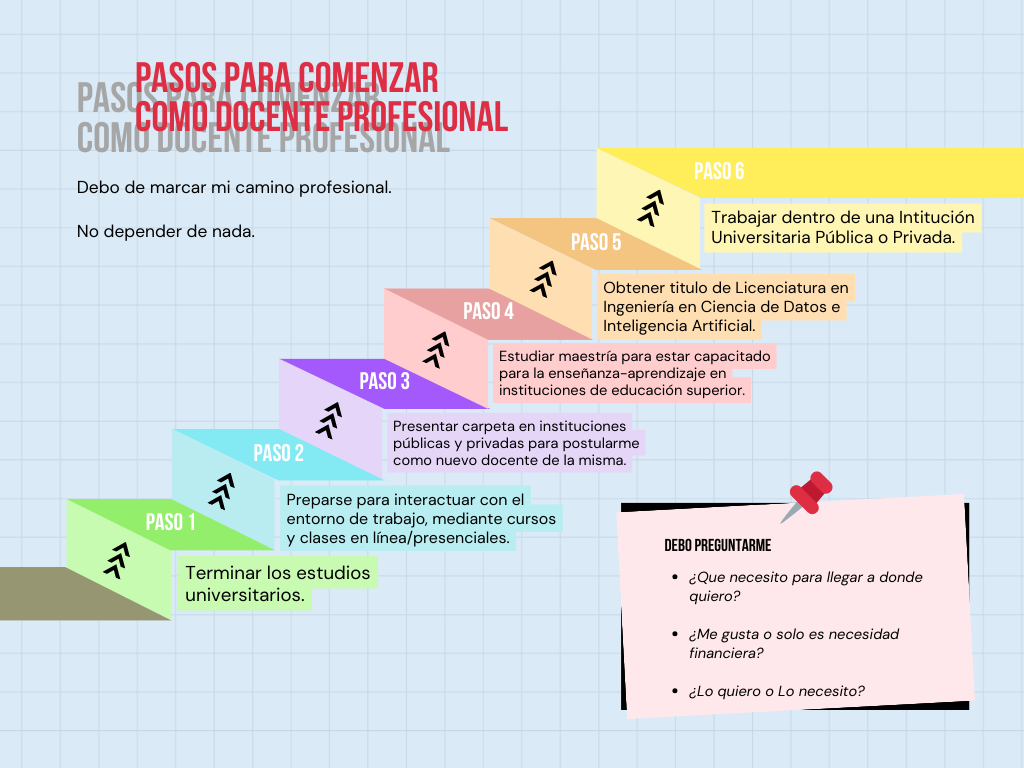 PASOS PARA COMENZAR
COMO DOCENTE PROFESIONAL
PASOS PARA COMENZAR
COMO DOCENTE PROFESIONAL
Debo de marcar mi camino profesional.
No depender de nada.
PASO 6
Trabajar dentro de una Intitución
Universitaria Pública o Privada.
PASO 5
Obtener titulo de Licenciatura en
Ingeniería en Ciencia de Datos e
Inteligencia Artificial.
PASO 4
Estudiar maestría para estar capacitado
para la enseñanza-aprendizaje en
instituciones de educación superior.
PASO 3
Presentar carpeta en instituciones
públicas y privadas para postularme
como nuevo docente de la misma.
PASO 2
Preparse para interactuar con el
entorno de trabajo, mediante cursos
y clases en línea/presenciales.
PASO 1
Terminar los estudios
universitarios.
DEBO PREGUNTARME
• ¿Que necesito para llegar a donde
quiero?
• ¿Me gusta o solo es necesidad
financiera?
• ¿Lo quiero o Lo necesito?